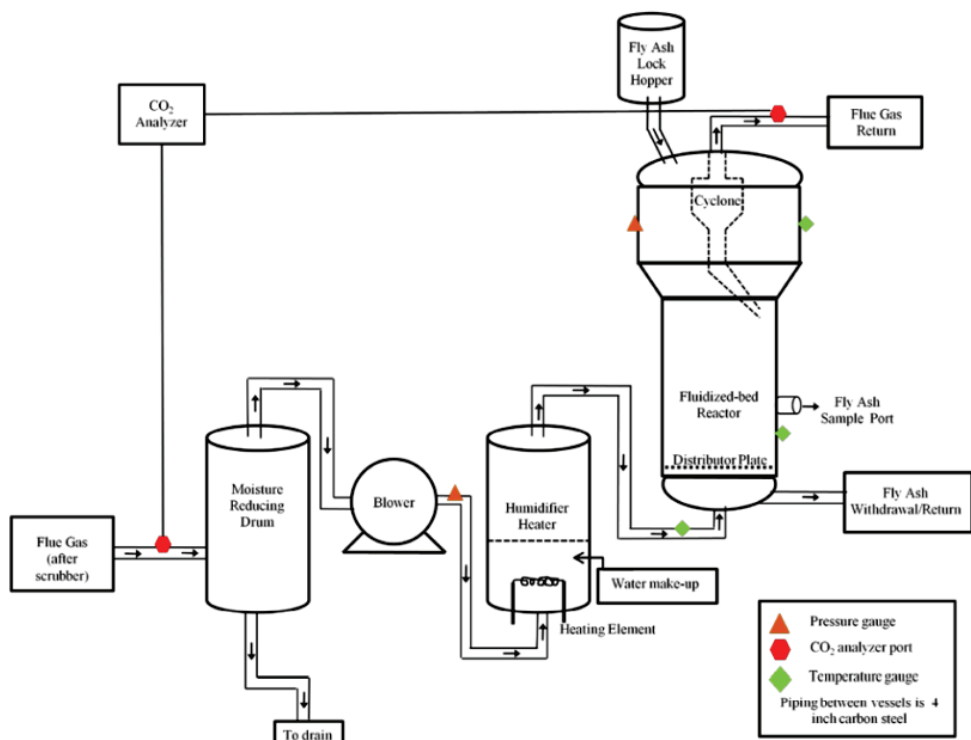 Fly Ash
Lock
Hopper
CO₂
Analyzer
Flue Gas
Return
Cyclone
Fluidized-bed
Reactor
Fly Ash
Sample Port
Distributor Plate
Moisture
Reducing
Drum
Blower
Humidifier
Heater
Fly Ash
Withdrawal/Return
Flue Gas
(after
scrubber)
Water make-up
Heating Element
To drain
Pressure gauge
CO₂ analyzer port
Temperature gauge
Piping between vessels is 4
inch carbon steel